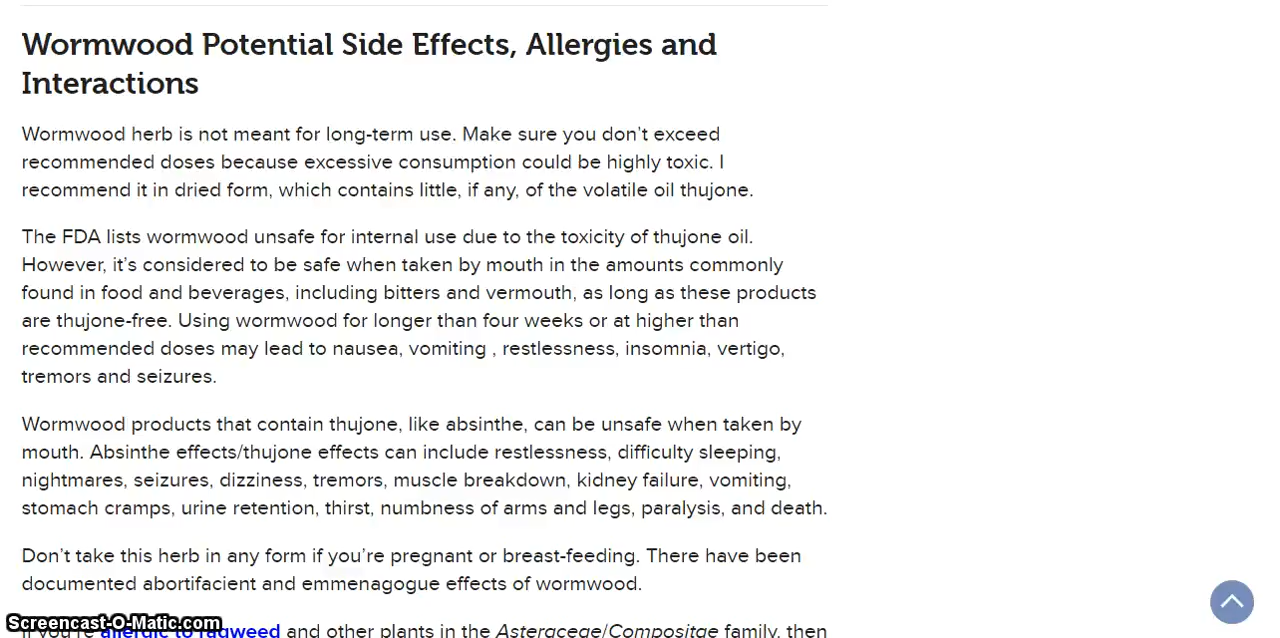 Wormwood Potential Side Effects, Allergies and
Interactions
Wormwood herb is not meant for long-term use. Make sure you don't exceed
recommended doses because excessive consumption could be highly toxic. I
recommend it in dried form, which contains little, if any, of the volatile oil thujone.
The FDA lists wormwood unsafe for internal use due to the toxicity of thujone oil.
However, it's considered to be safe when taken by mouth in the amounts commonly
found in food and beverages, including bitters and vermouth, as long as these products
are thujone-free. Using wormwood for longer than four weeks or at higher than
recommended doses may lead to nausea, vomiting , restlessness, insomnia, vertigo,
tremors and seizures.
Wormwood products that contain thujone, like absinthe, can be unsafe when taken by
mouth. Absinthe effects/thujone effects can include restlessness, difficulty sleeping,
nightmares, seizures, dizziness, tremors, muscle breakdown, kidney failure, vomiting,
stomach cramps, urine retention, thirst, numbness of arms and legs, paralysis, and death.
Don't take this herb in any form if you're pregnant or breast-feeding. There have been
documented abortifacient and emmenagogue effects of wormwood.
Screencast-O-Matic.com
If you're allergic to ragweed and other plants in the Asteraceae/Compositae family, then